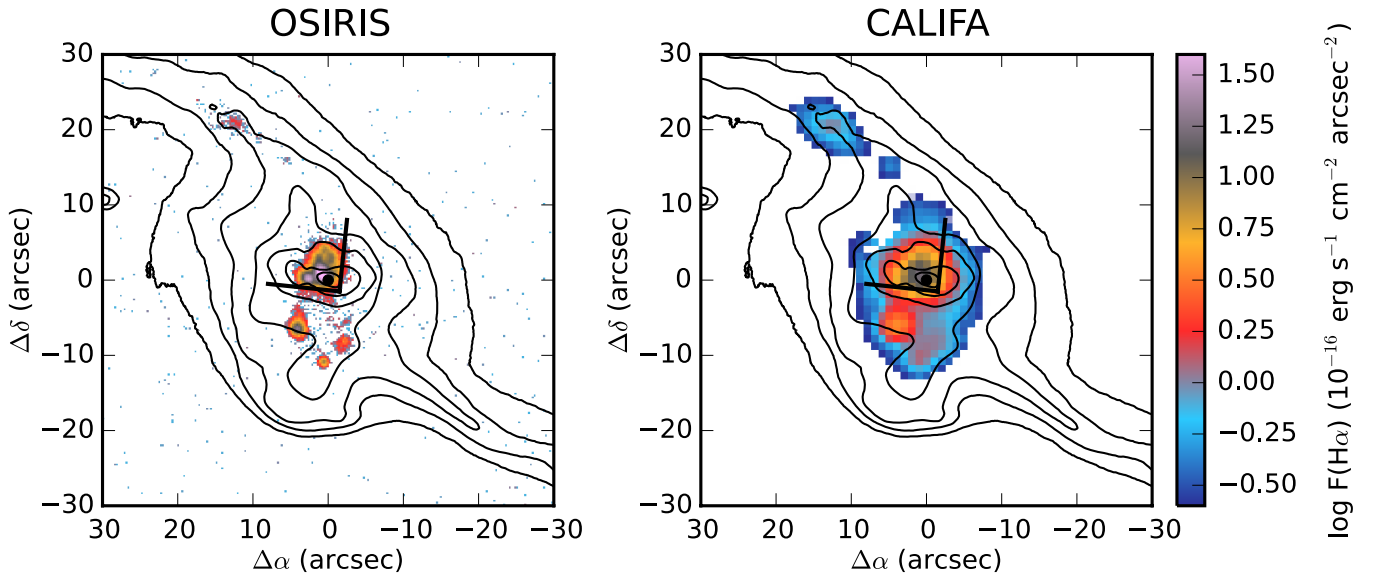 OSIRIS
CALIFA
30
20
10
0
−10
−20
−30
30 20 10 0 −10 −20 −30
Δα (arcsec)
Δδ (arcsec)
30
20
10
0
−10
−20
−30
30 20 10 0 −10 −20 −30
Δα (arcsec)
Δδ (arcsec)
1.50
1.25
1.00
0.75
0.50
0.25
0.00
−0.25
−0.50
log F(Hα) (10⁻¹⁶ erg s⁻¹ cm⁻² arcsec⁻²)